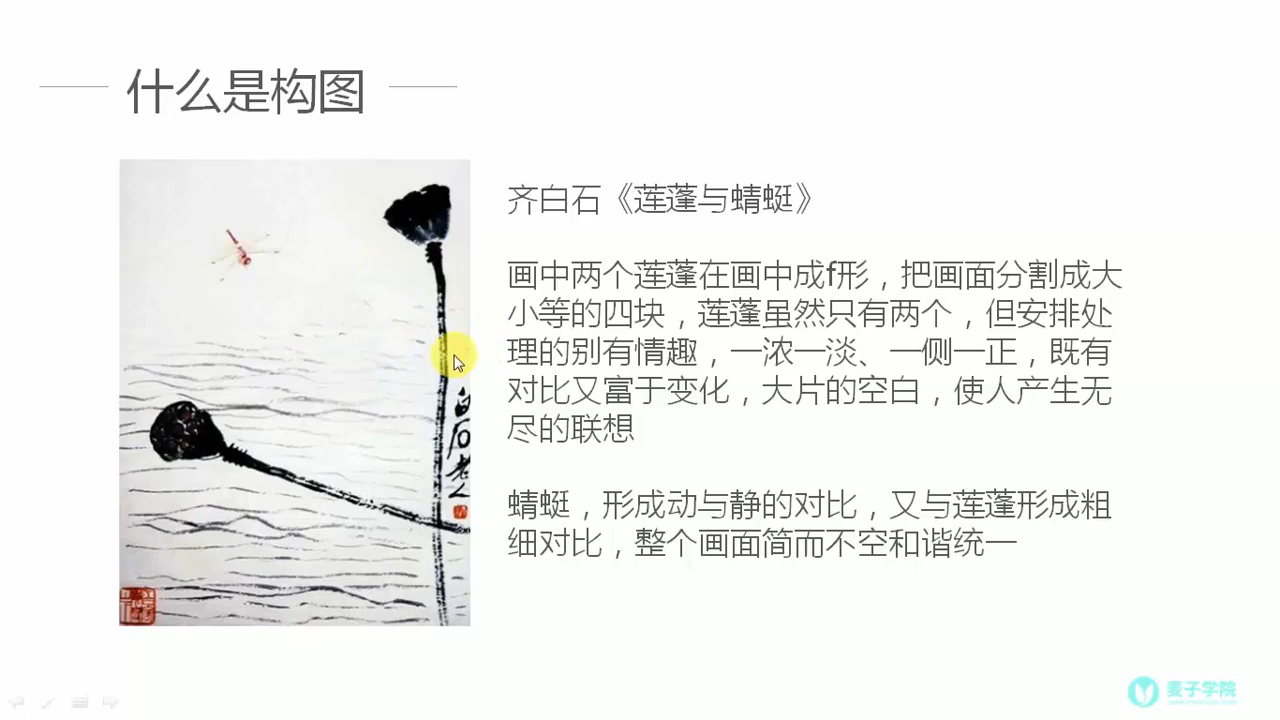 什么是构图
齐白石《莲蓬与蜻蜓》
画中两个莲蓬在画中成f形，把画面分割成大
小等的四块，莲蓬虽然只有两个，但安排处
理的别有情趣，一浓一淡、一侧一正，既有
对比又富于变化，大片的空白，使人产生无
尽的联想
蜻蜓，形成动与静的对比，又与莲蓬形成粗
细对比，整个画面简而不空和谐统一
白石老人
麦子学院